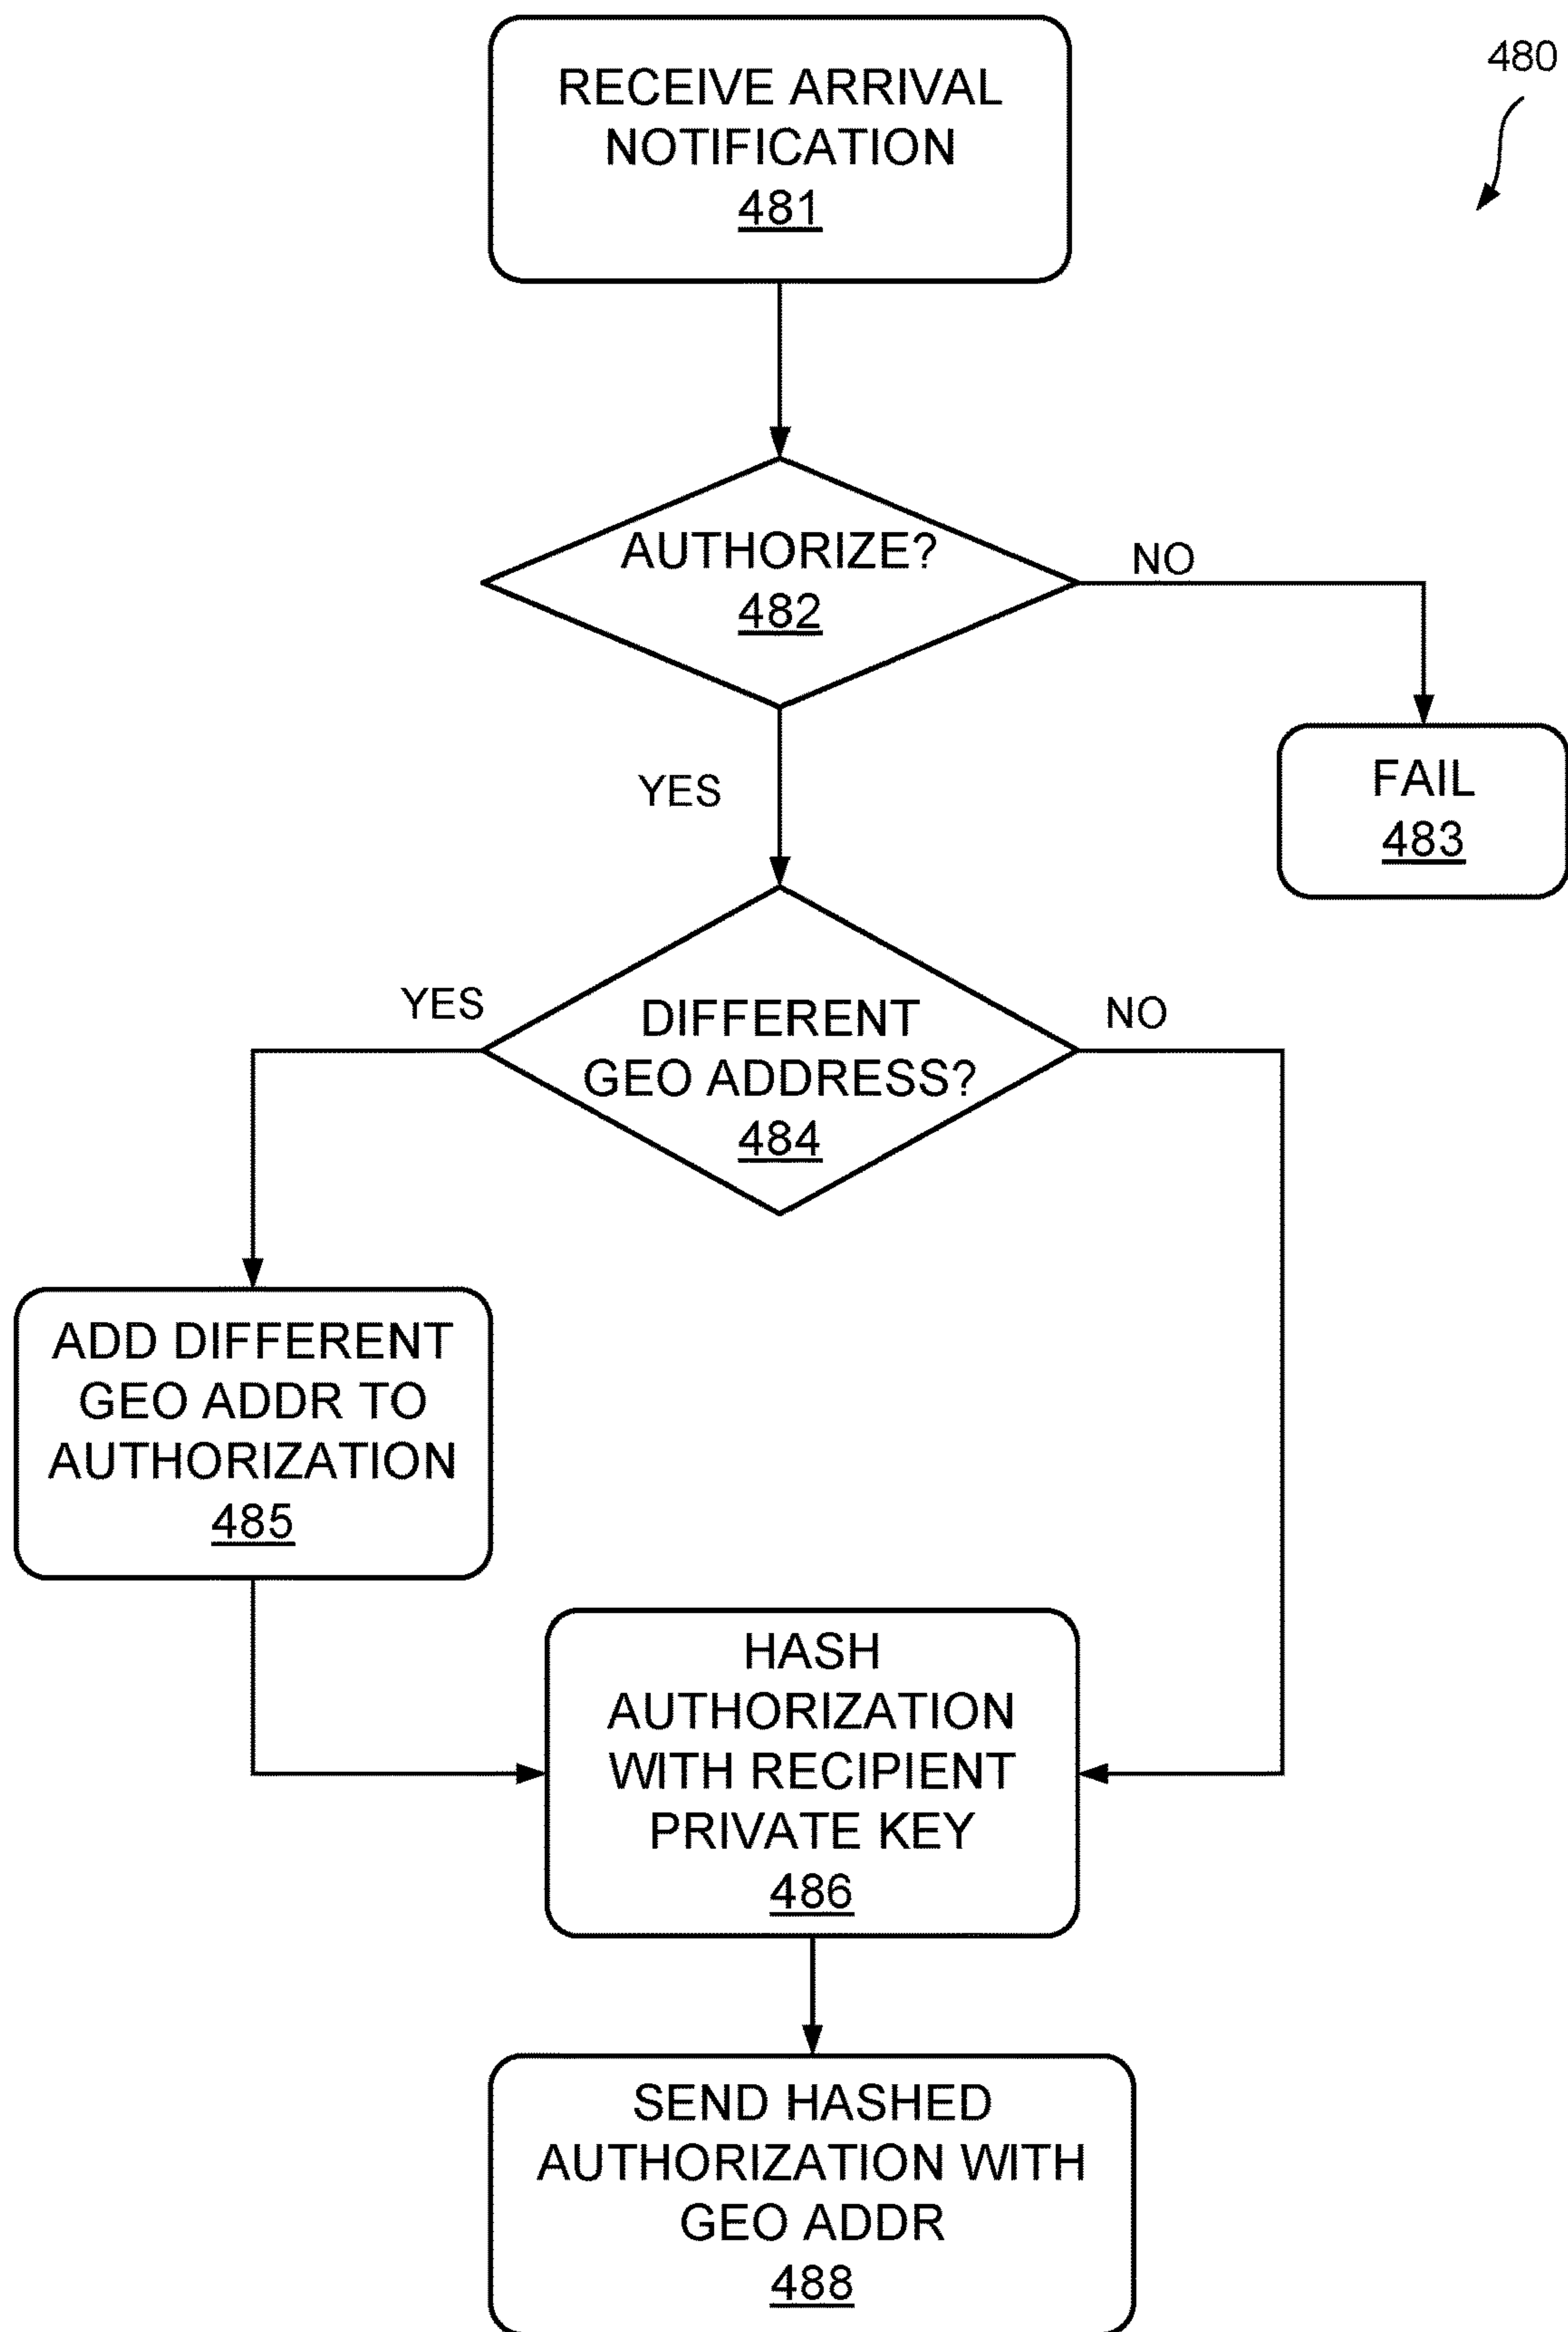 RECEIVE ARRIVAL
NOTIFICATION
481
480
AUTHORIZE?
482
NO
FAIL
483
YES
YES
DIFFERENT
GEO ADDRESS?
484
NO
ADD DIFFERENT
GEO ADDR TO
AUTHORIZATION
485
HASH
AUTHORIZATION
WITH RECIPIENT
PRIVATE KEY
486
SEND HASHED
AUTHORIZATION WITH
GEO ADDR
488